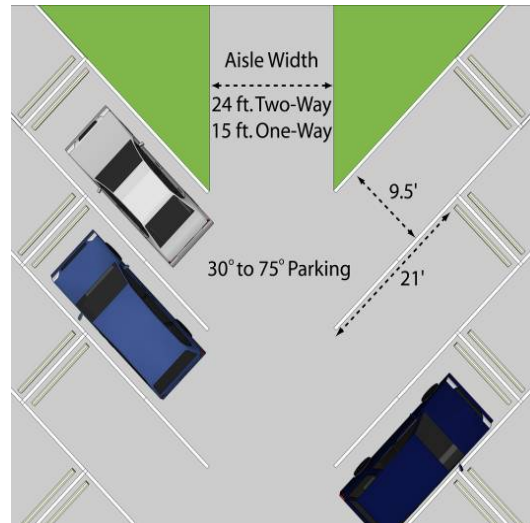 Aisle Width
24 ft. Two-Way
15 ft. One-Way
9.5'
30° to 75° Parking
21'